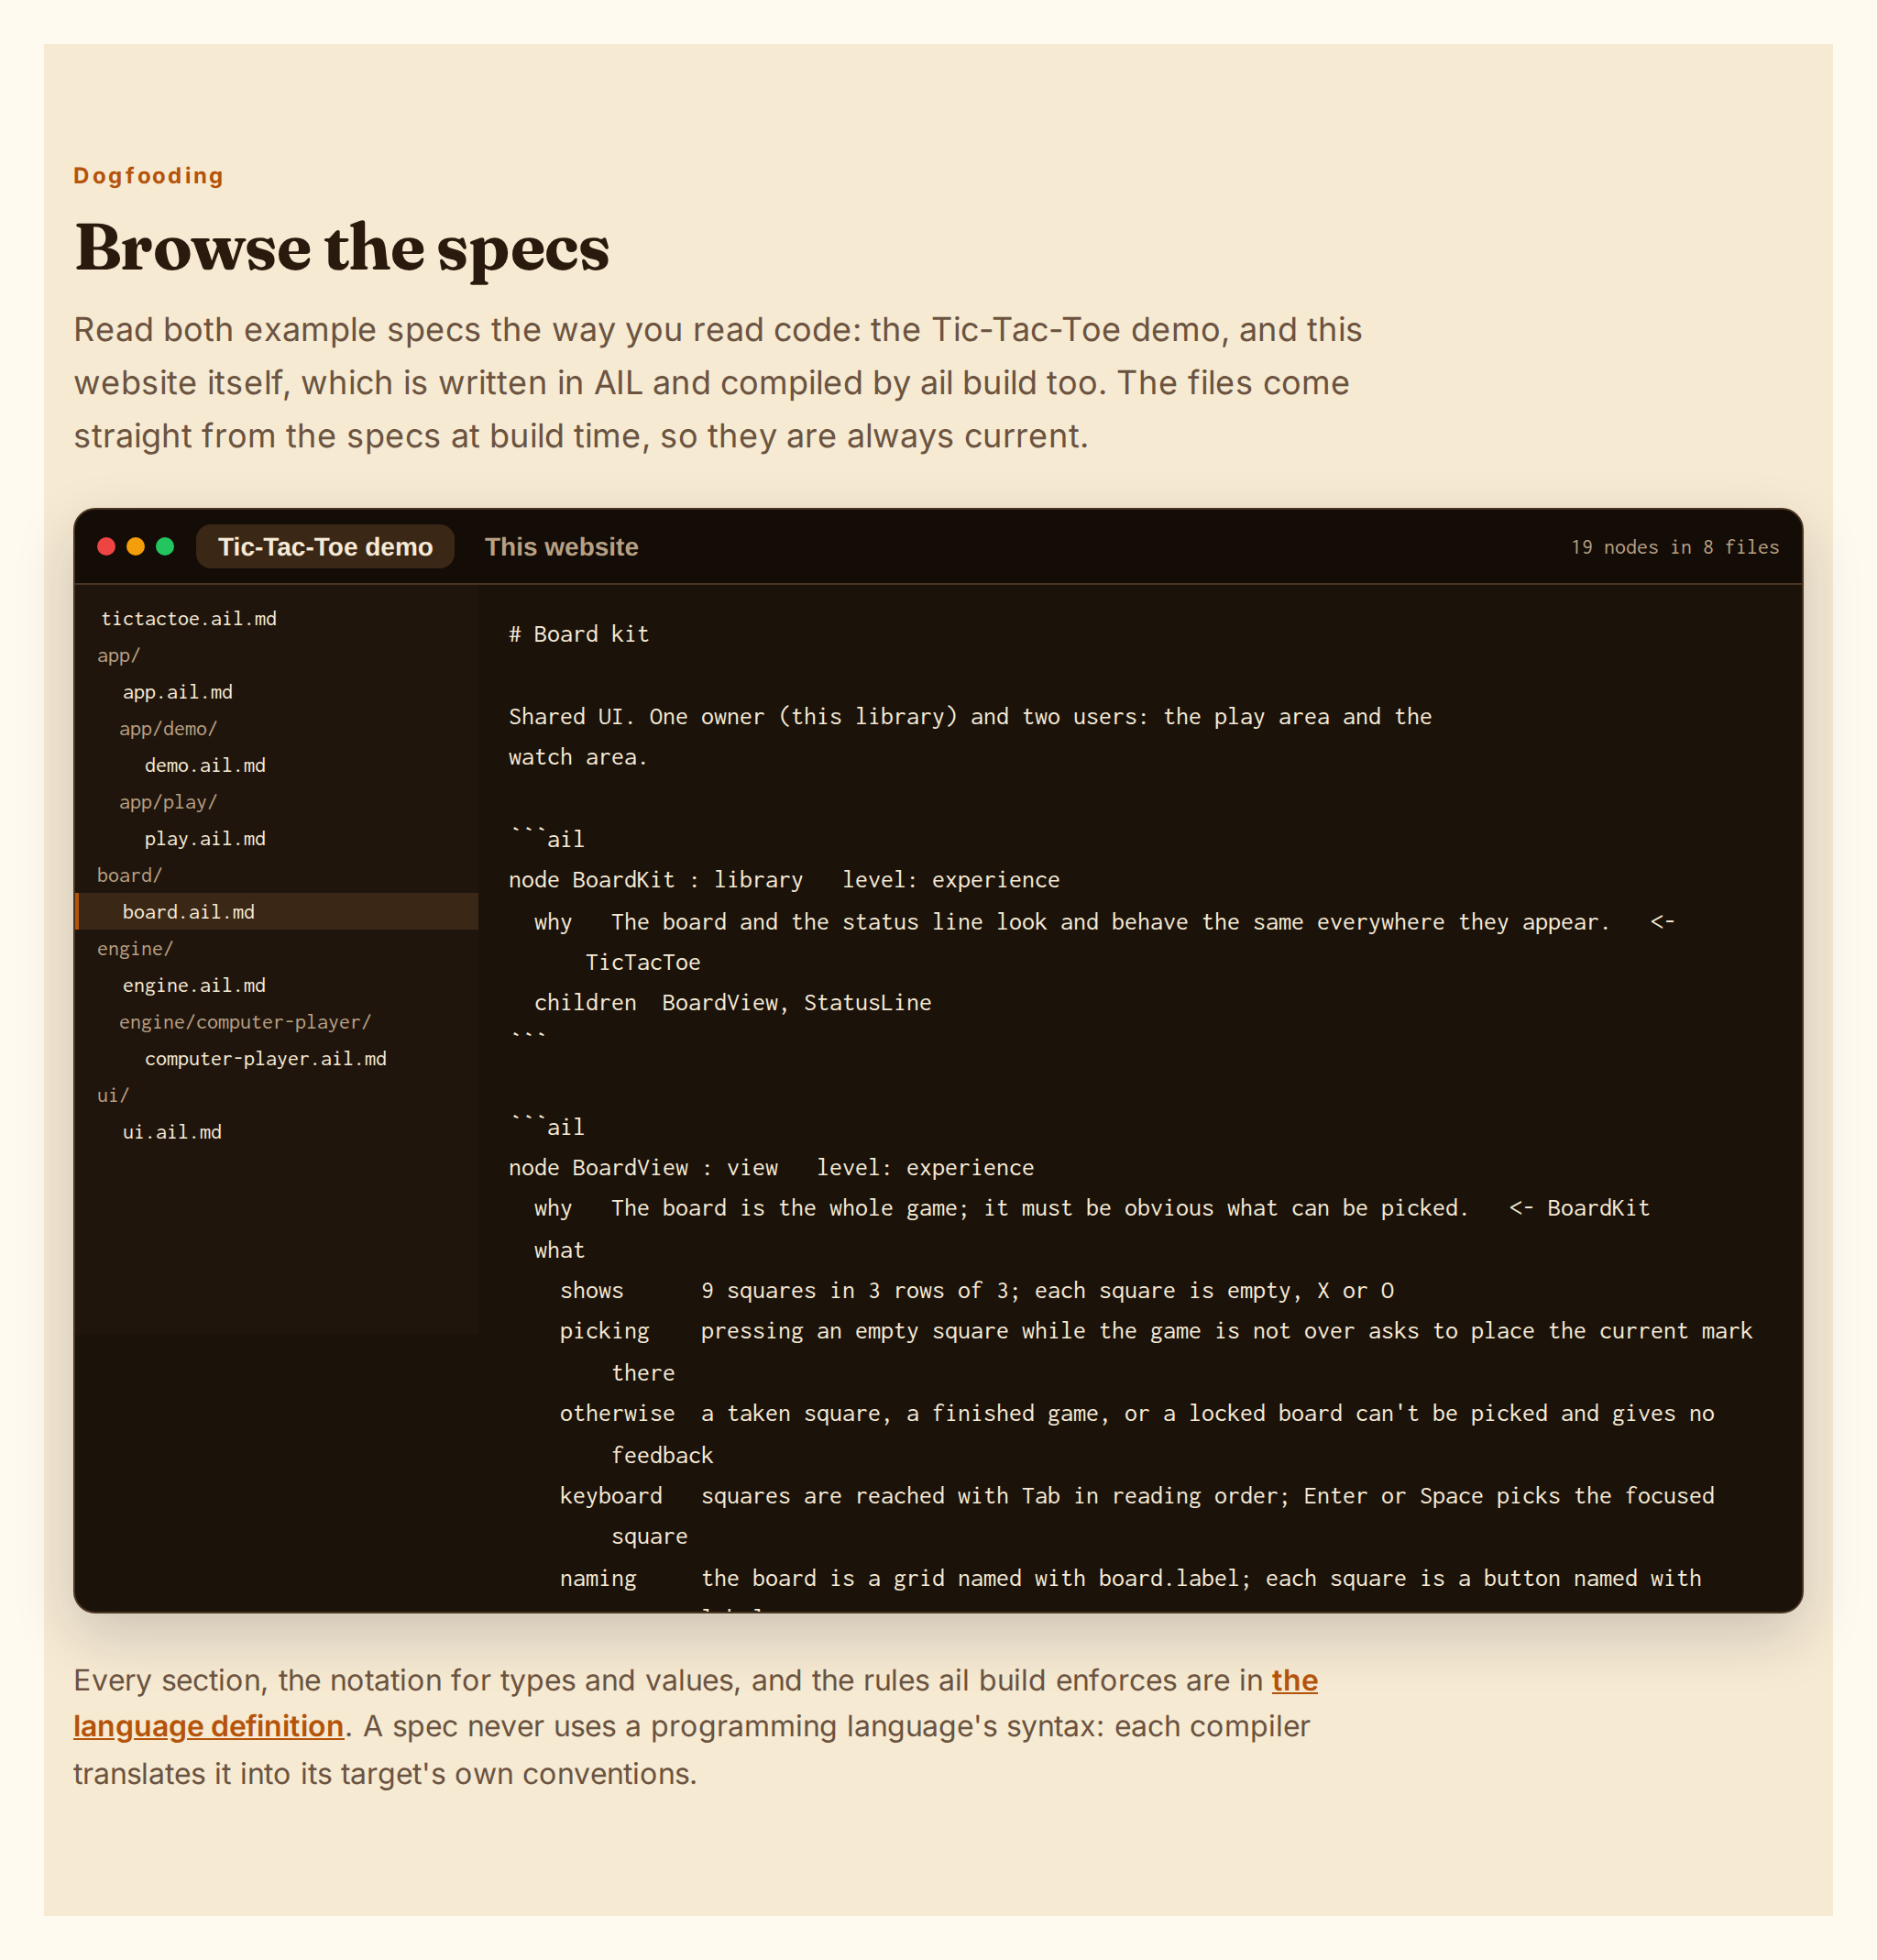 Dogfooding
Browse the specs
Read both example specs the way you read code: the Tic-Tac-Toe demo, and this
website itself, which is written in AIL and compiled by ail build too. The files come
straight from the specs at build time, so they are always current.
Tic-Tac-Toe demo This website 19 nodes in 8 files
tictactoe.ail.md
app/
app.ail.md
app/demo/
demo.ail.md
app/play/
play.ail.md
board/
board.ail.md
engine/
engine.ail.md
engine/computer-player/
computer-player.ail.md
ui/
ui.ail.md
# Board kit
Shared UI. One owner (this library) and two users: the play area and the
watch area.
```ail
node BoardKit : library   level: experience
  why   The board and the status line look and behave the same everywhere they appear.   <-
      TicTacToe
  children  BoardView, StatusLine
```
```ail
node BoardView : view   level: experience
  why   The board is the whole game; it must be obvious what can be picked.   <- BoardKit
  what
    shows      9 squares in 3 rows of 3; each square is empty, X or O
    picking    pressing an empty square while the game is not over asks to place the current mark
        there
    otherwise  a taken square, a finished game, or a locked board can't be picked and gives no
        feedback
    keyboard   squares are reached with Tab in reading order; Enter or Space picks the focused
        square
    naming     the board is a grid named with board.label; each square is a button named with
Every section, the notation for types and values, and the rules ail build enforces are in the
language definition. A spec never uses a programming language's syntax: each compiler
translates it into its target's own conventions.